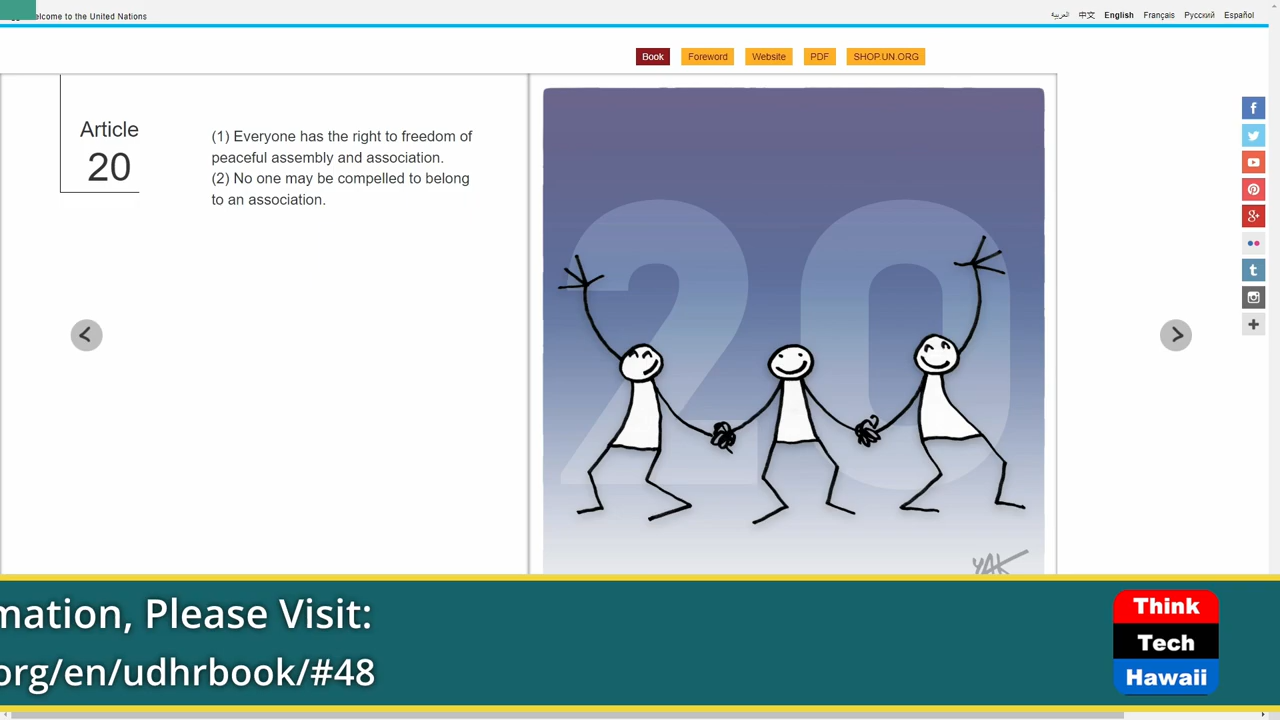 elcome to the United Nations
العربية 中文 English Français Русский Español
Book Foreword Website PDF SHOP.UN.ORG
Article
20
(1) Everyone has the right to freedom of
peaceful assembly and association.
(2) No one may be compelled to belong
to an association.
20
YAK
mation, Please Visit:
org/en/udhrbook/#48
Think
Tech
Hawaii